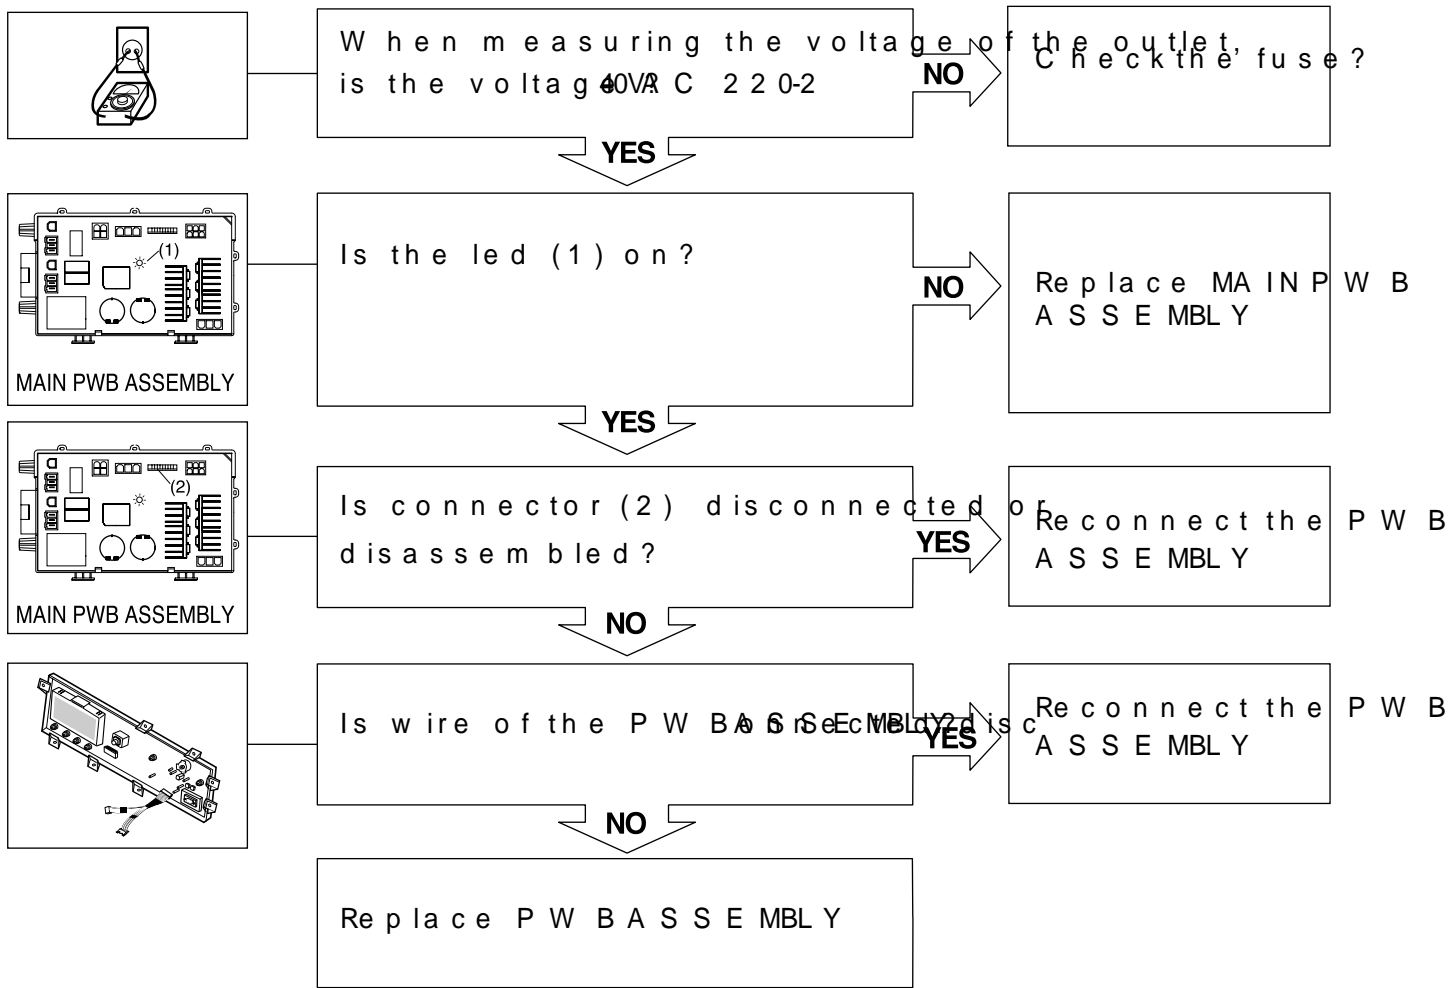 When measuring the voltage of the outlet,
is the voltage AC 220-240V?
NO
Check the fuse?
YES
(1)
MAIN PWB ASSEMBLY
Is the led (1) on?
NO
Replace MAIN PWB
ASSEMBLY
YES
(2)
MAIN PWB ASSEMBLY
Is connector (2) disconnected or
disassembled?
YES
Reconnect the PWB
ASSEMBLY
NO
Is wire of the PWB ASSEMBLY disconnected?
YES
Reconnect the PWB
ASSEMBLY
NO
Replace PWB ASSEMBLY